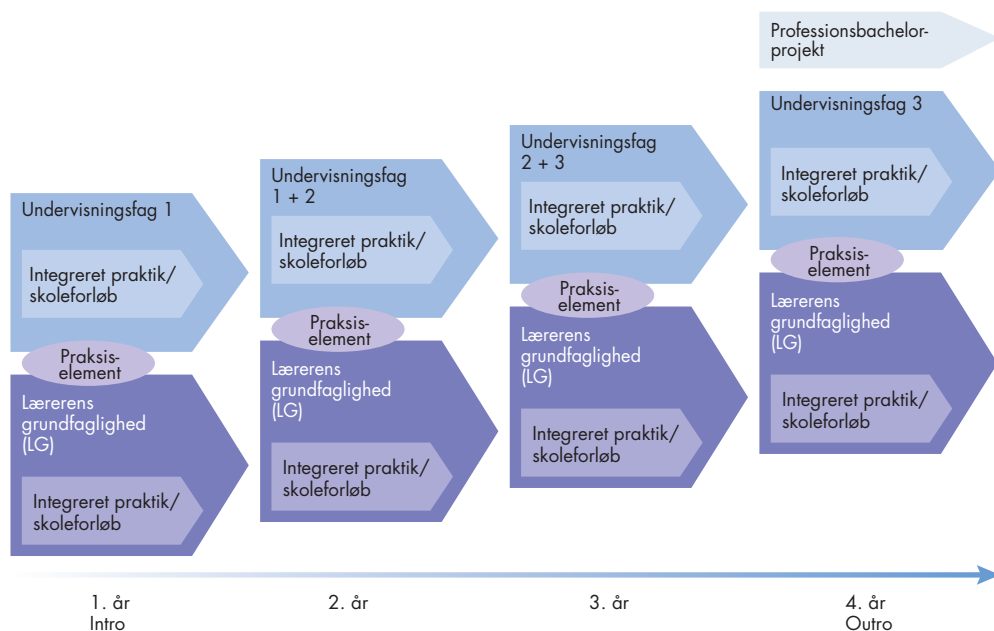 Professionsbachelor-
projekt
Undervisningsfag 1
Integreret praktik/
skoleforløb
Praksis-
element
Lærerens
grundfaglighed
(LG)
Integreret praktik/
skoleforløb
Undervisningsfag
1 + 2
Integreret praktik/
skoleforløb
Praksis-
element
Lærerens
grundfaglighed
(LG)
Integreret praktik/
skoleforløb
Undervisningsfag
2 + 3
Integreret praktik/
skoleforløb
Praksis-
element
Lærerens
grundfaglighed
(LG)
Integreret praktik/
skoleforløb
Undervisningsfag 3
Integreret praktik/
skoleforløb
Praksis-
element
Lærerens
grundfaglighed
(LG)
Integreret praktik/
skoleforløb
1. år
Intro
2. år
3. år
4. år
Outro